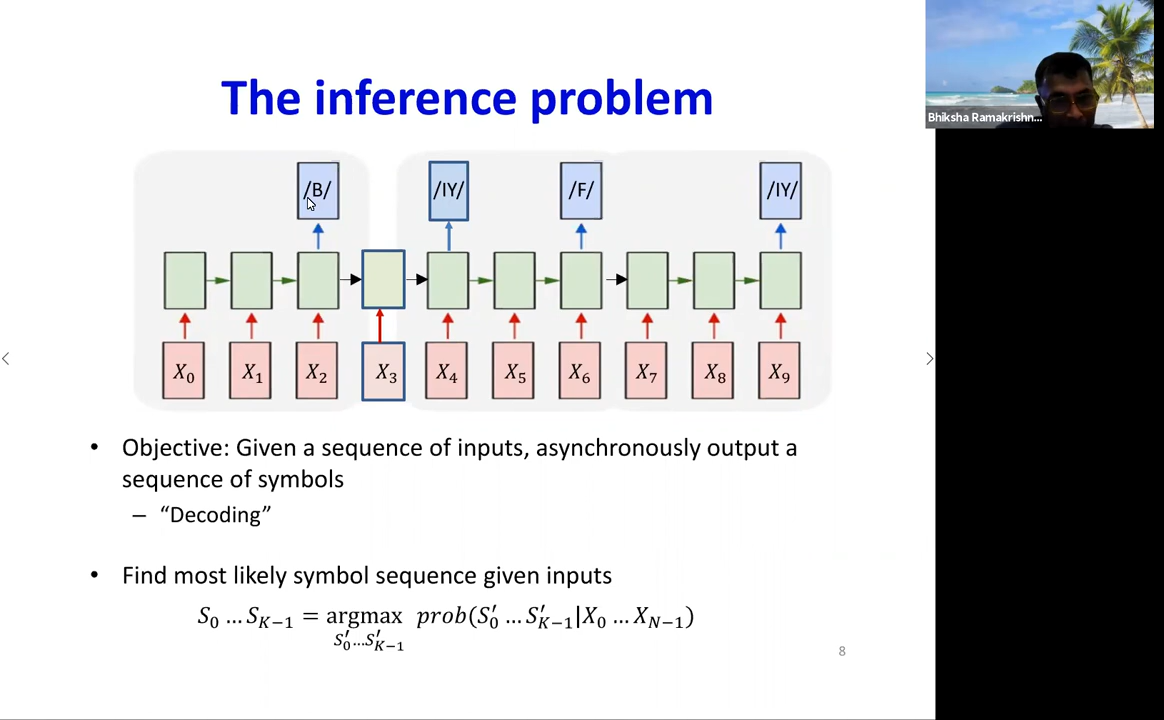 The inference problem
Bhiksha Ramakrishn...
/B/ /IY/ /F/ /IY/
X₀ X₁ X₂ X₃ X₄ X₅ X₆ X₇ X₈ X₉
• Objective: Given a sequence of inputs, asynchronously output a
sequence of symbols
– “Decoding”
• Find most likely symbol sequence given inputs
S₀ … S_{K−1} = argmax prob(S′₀ … S′_{K−1}|X₀ … X_{N−1})
S′₀…S′_{K−1}
8